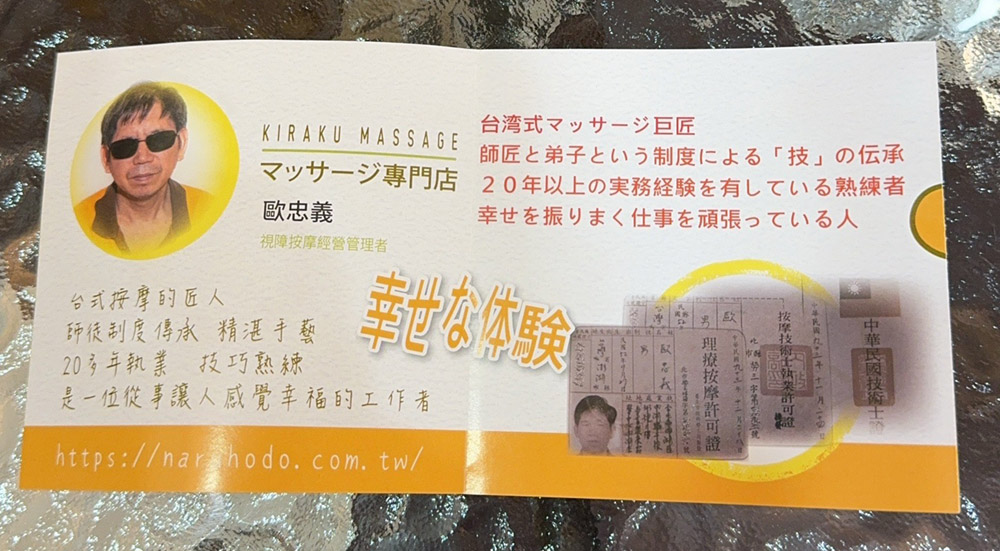 KIRAKU MASSAGE
マッサージ專門店
歐忠義
視障按摩經營管理者
台式按摩的匠人
師徒制度傳承 精湛手藝
20多年執業 技巧熟練
是一位從事讓人感覺幸福的工作者
台湾式マッサージ巨匠
師匠と弟子という制度による「技」の伝承
20年以上の実務経験を有している熟練者
幸せを振りまく仕事を頑張っている人
幸せな体験
理療按摩許可證
按摩技術士執業許可證
中華民國技術士證
https://naruhodo.com.tw/